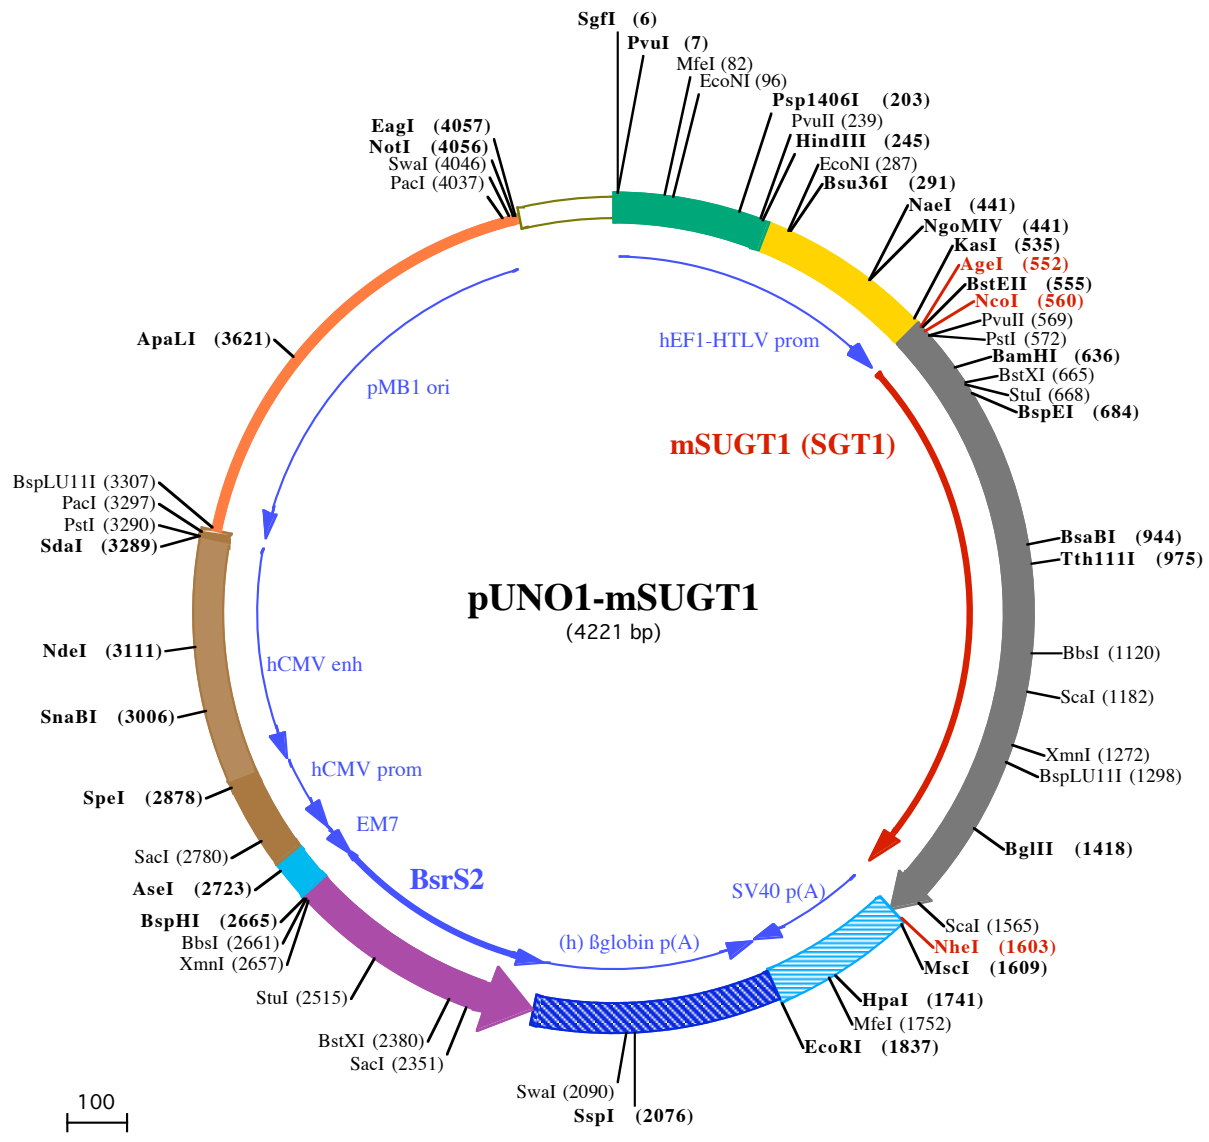 SgfI (6)
PvuI (7)
MfeI (82)
EcoNI (96)
Psp1406I (203)
PvuII (239)
HindIII (245)
EcoNI (287)
Bsu36I (291)
NaeI (441)
NgoMIV (441)
KasI (535)
AgeI (552)
BstEII (555)
NcoI (560)
PvuII (569)
PstI (572)
BamHI (636)
BstXI (665)
StuI (668)
BspEI (684)
BsaBI (944)
Tth111I (975)
BbsI (1120)
ScaI (1182)
XmnI (1272)
BspLU11I (1298)
BglII (1418)
ScaI (1565)
NheI (1603)
MscI (1609)
HpaI (1741)
MfeI (1752)
EcoRI (1837)
SspI (2076)
SwaI (2090)
SacI (2351)
BstXI (2380)
StuI (2515)
XmnI (2657)
BbsI (2661)
BspHI (2665)
AseI (2723)
SacI (2780)
SpeI (2878)
SnaBI (3006)
NdeI (3111)
SdaI (3289)
PstI (3290)
PacI (3297)
BspLU11I (3307)
ApaLI (3621)
PacI (4037)
SwaI (4046)
NotI (4056)
EagI (4057)
hEF1-HTLV prom
mSUGT1 (SGT1)
SV40 p(A)
(h) ßglobin p(A)
BsrS2
EM7
hCMV prom
hCMV enh
pMB1 ori
pUNO1-mSUGT1
(4221 bp)
100